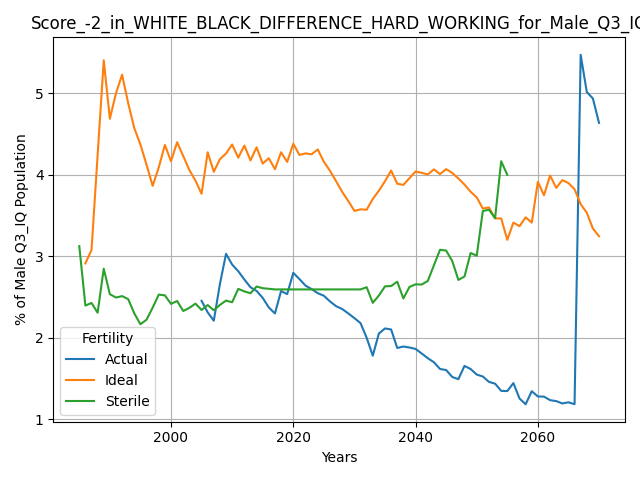 Score_-2_in_WHITE_BLACK_DIFFERENCE_HARD_WORKING_for_Male_Q3_IQ
% of Male Q3_IQ Population
5
4
3
2
1
Fertility
Actual
Ideal
Sterile
2000 2020 2040 2060
Years